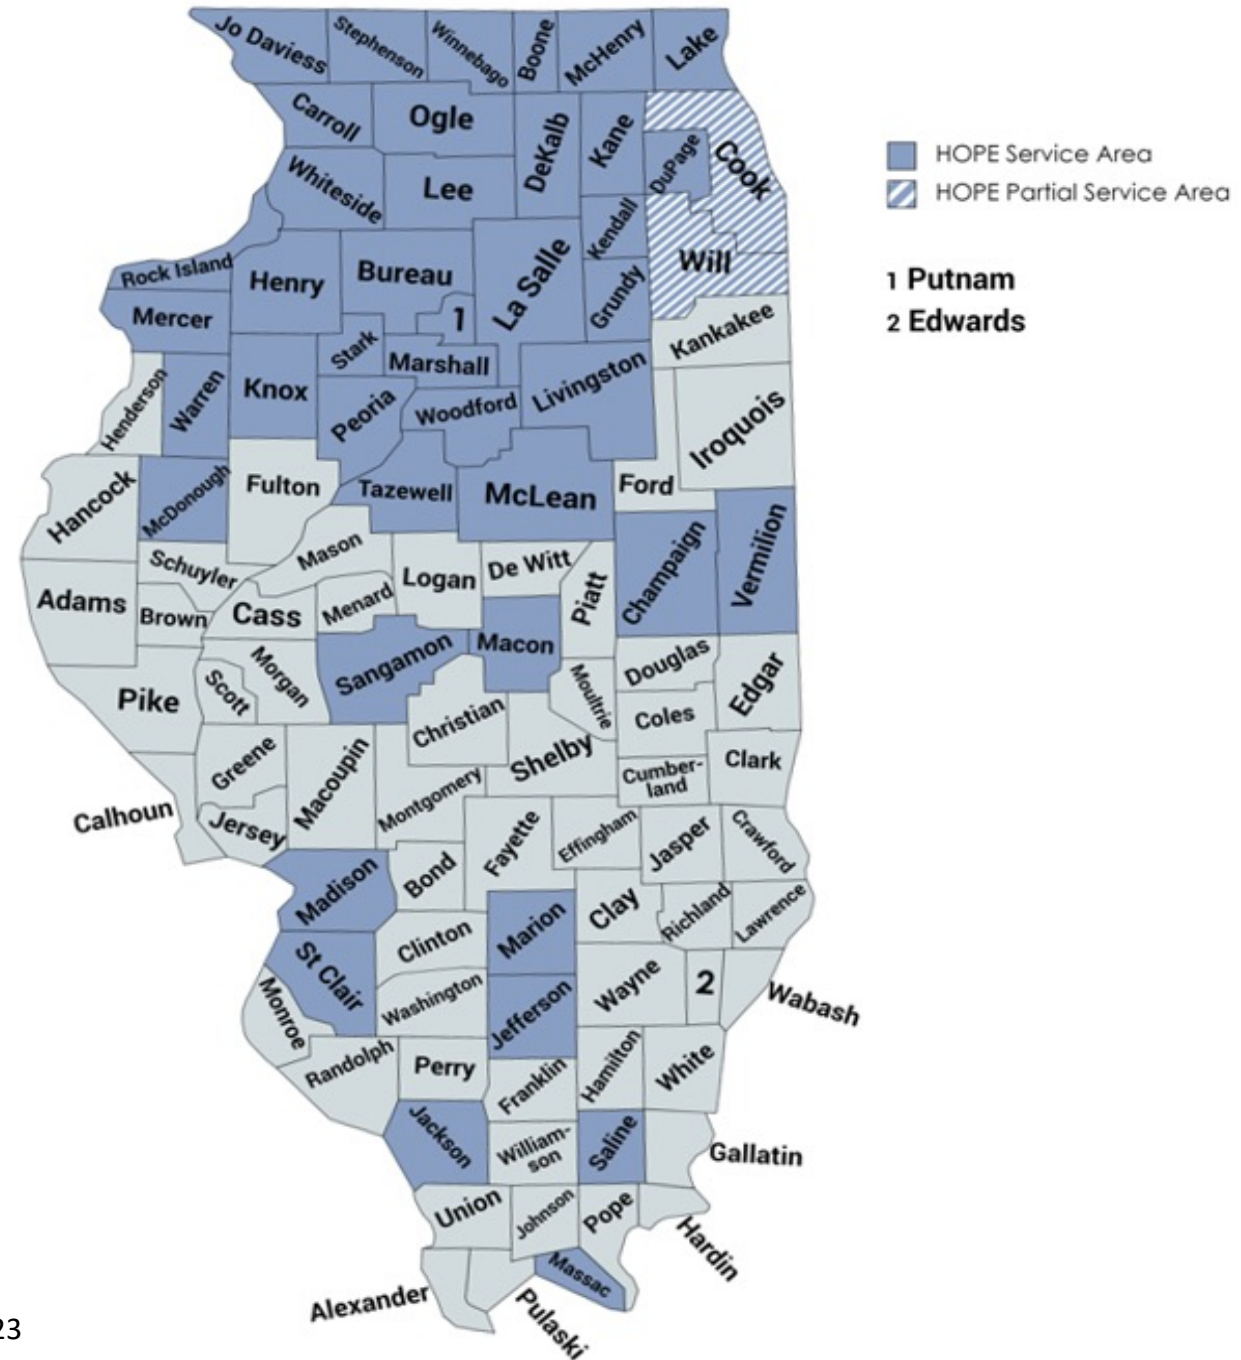 Jo Daviess
Stephenson
Winnebago
Boone
McHenry
Lake
Carroll
Ogle
DeKalb
Kane
DuPage
Cook
HOPE Service Area
HOPE Partial Service Area
Whiteside
Lee
Kendall
Will
Rock Island
Henry
Bureau
La Salle
Grundy
1 Putnam
2 Edwards
Mercer
1
Stark
Marshall
Kankakee
Henderson
Warren
Knox
Peoria
Woodford
Livingston
Iroquois
Hancock
McDonough
Fulton
Tazewell
McLean
Ford
Schuyler
Mason
Logan
De Witt
Piatt
Champaign
Vermilion
Adams
Brown
Cass
Menard
Sangamon
Macon
Pike
Scott
Morgan
Christian
Moultrie
Douglas
Edgar
Coles
Greene
Macoupin
Montgomery
Shelby
Cumber-
land
Clark
Calhoun
Jersey
Madison
Bond
Fayette
Effingham
Jasper
Crawford
Marion
Clay
Richland
Lawrence
St Clair
Clinton
Monroe
Washington
Jefferson
Wayne
2
Wabash
Randolph
Perry
Franklin
Hamilton
White
Jackson
William-
son
Saline
Gallatin
Union
Johnson
Pope
Hardin
Alexander
Pulaski
Massac
23